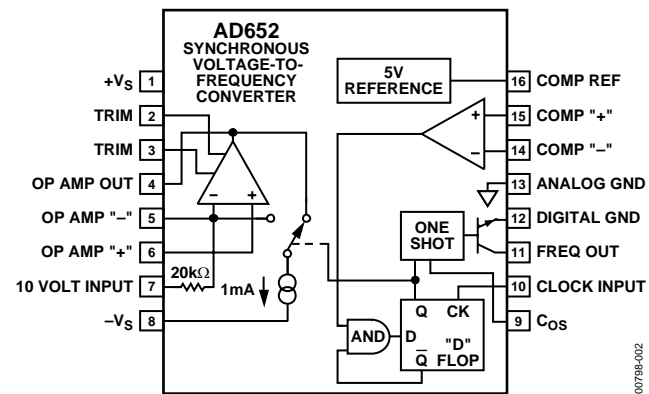 AD652
SYNCHRONOUS
VOLTAGE-TO-
FREQUENCY
CONVERTER
+VS 1
TRIM 2
TRIM 3
OP AMP OUT 4
OP AMP "–" 5
OP AMP "+" 6
10 VOLT INPUT 7
–VS 8
– +
20kΩ
1mA
5V
REFERENCE
+
–
ONE
SHOT
AND
Q CK
D "D"
Q FLOP
16 COMP REF
15 COMP "+"
14 COMP "–"
13 ANALOG GND
12 DIGITAL GND
11 FREQ OUT
10 CLOCK INPUT
9 COS
00798-002